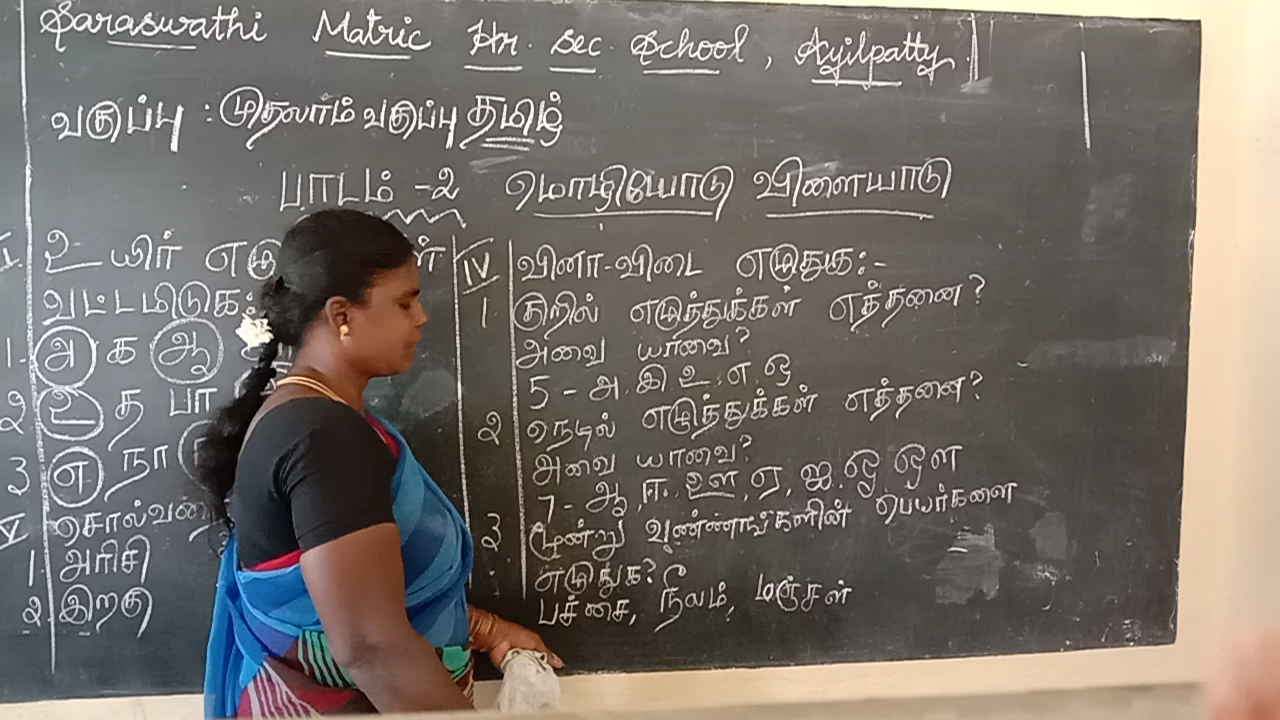 Saraswathi Matric Hr. Sec. School, Ayilpatty.
வகுப்பு : முதலாம் வகுப்பு தமிழ்
பாடம் -2 மொழியோடு விளையாடு
I. உயிர்
வட்டமிடுக:
1. அ க ஆ
2 உ த பா
3 எ நா
V
1. அரிசி
2. இறகு
IV வினா-விடை எழுதுக:-
1. குறில் எழுத்துக்கள் எத்தனை?
அவை யாவை?
5 - அ, இ, உ, எ, ஒ
2 நெடில் எழுத்துக்கள் எத்தனை?
அவை யாவை?
7 - ஆ, ஈ, ஊ, ஏ, ஐ, ஓ, ஔ
3. மூன்று வண்ணங்களின் பெயர்களை
எழுதுக?
பச்சை, நீலம், மஞ்சள்